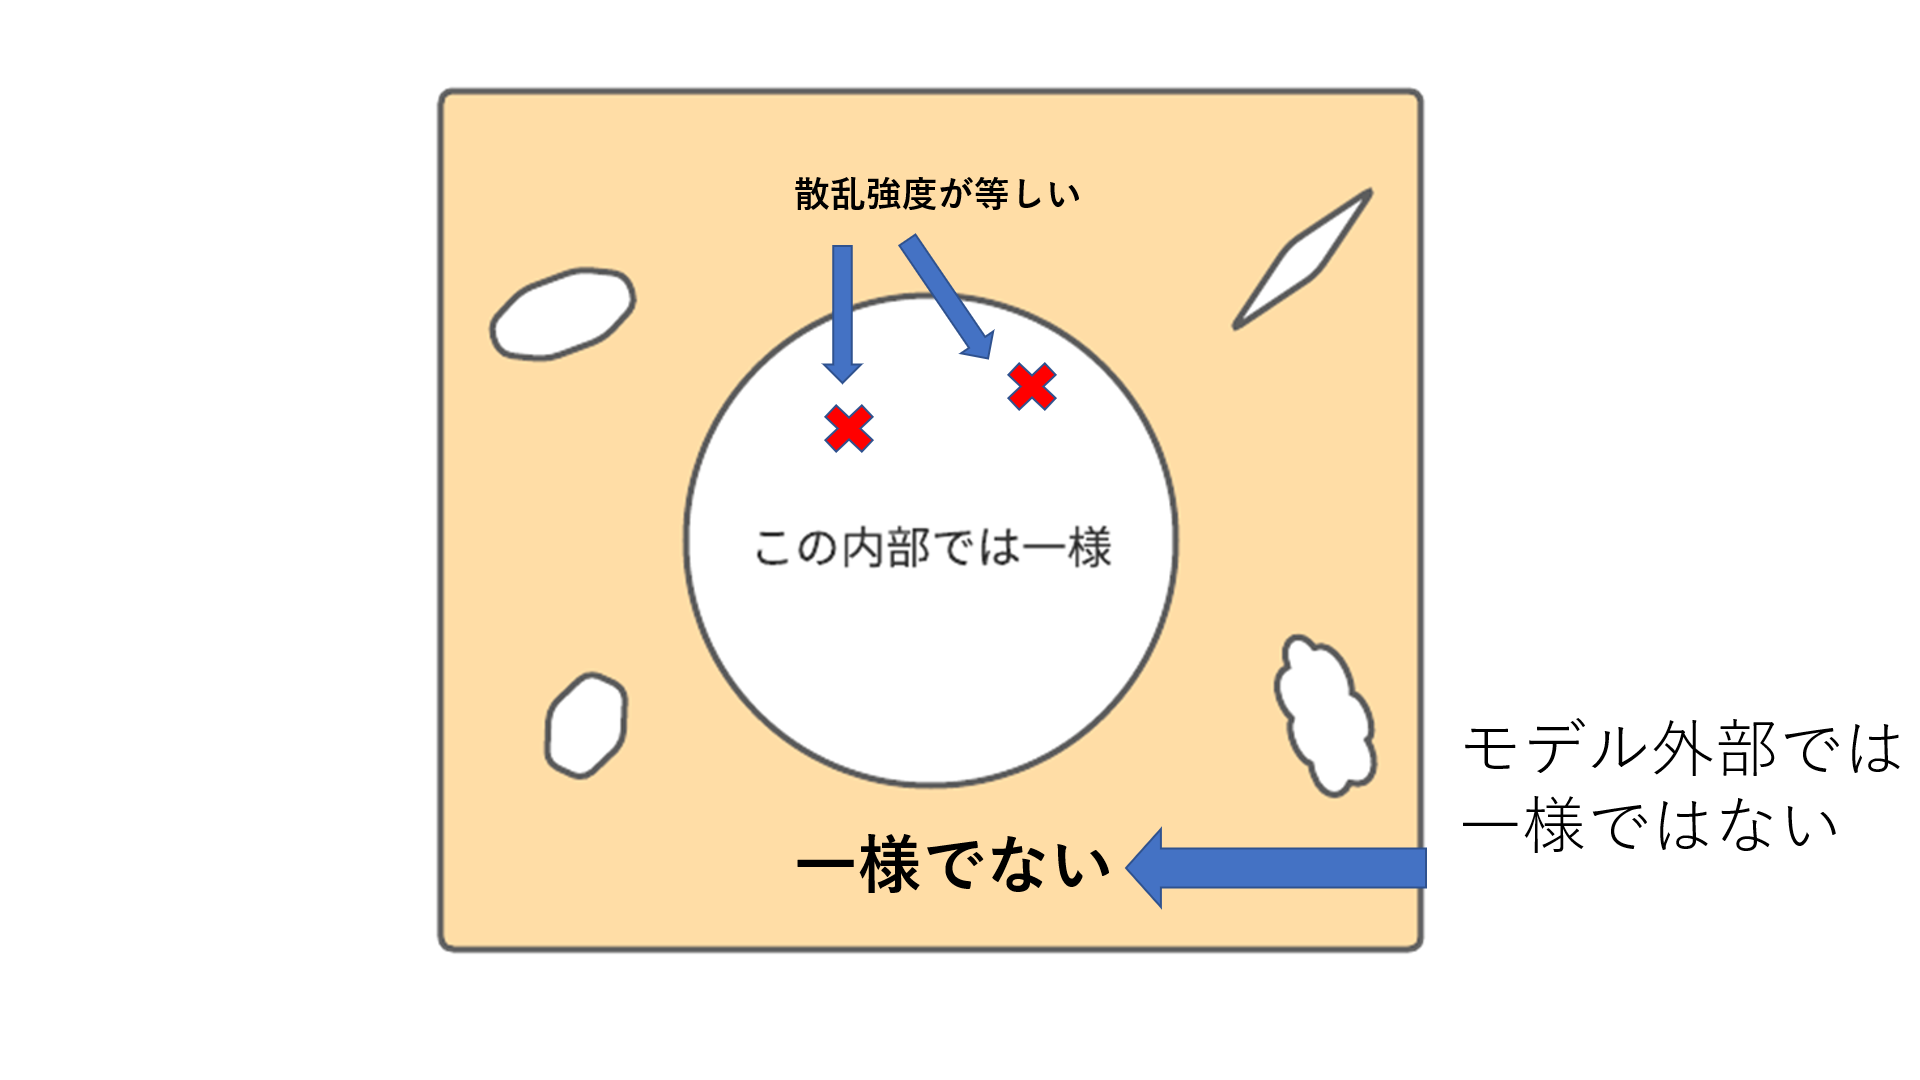 散乱強度が等しい
この内部では一様
モデル外部では
一様ではない
一様でない